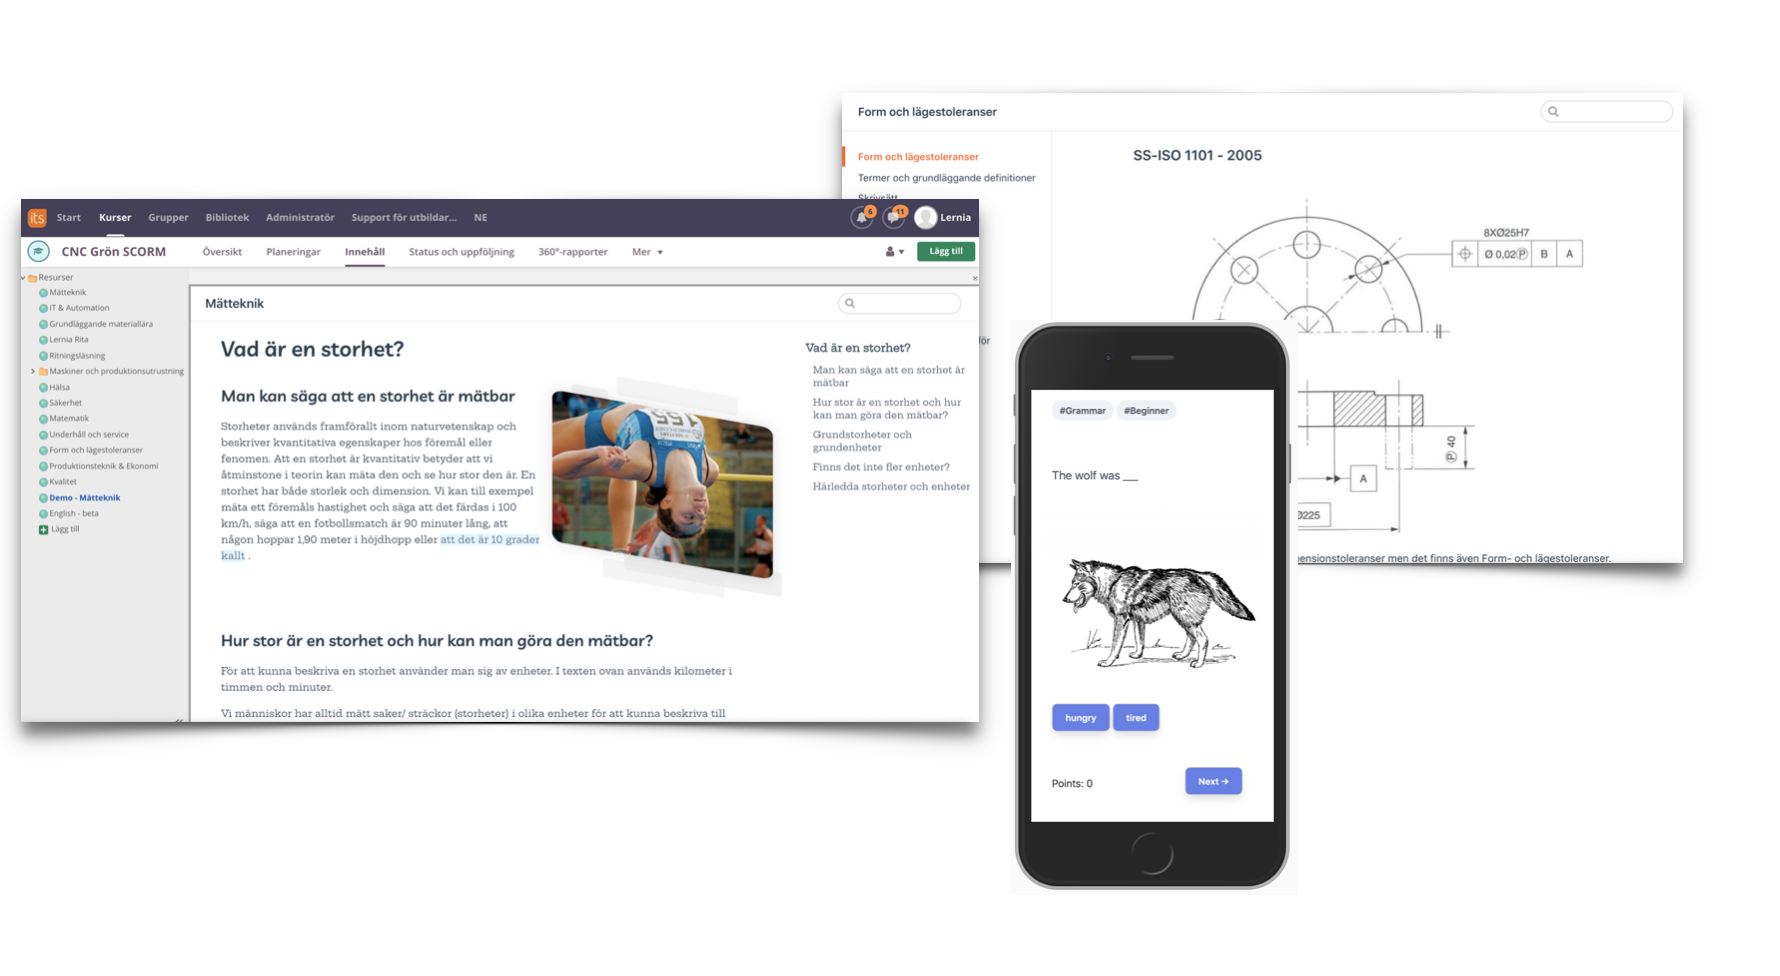 Form och lägestoleranser
Form och lägestoleranser
Termer och grundläggande definitioner
Skrivsätt
SS-ISO 1101 - 2005
8XØ25H7
Ø 0,02Ⓟ B A
Ⓟ 40
A
Ø225
ensionstoleranser men det finns även Form- och lägestoleranser.
ör
its Start Kurser Grupper Bibliotek Administratör Support för utbildar... NE 6 11 Lernia
CNC Grön SCORM Översikt Planeringar Innehåll Status och uppföljning 360°-rapporter Mer Lägg till
Resurser
Mätteknik
IT & Automation
Grundläggande materiallära
Lernia Rita
Ritningsläsning
Maskiner och produktionsutrustning
Hälsa
Säkerhet
Matematik
Underhåll och service
Form och lägestoleranser
Produktionsteknik & Ekonomi
Kvalitet
Demo - Mätteknik
English - beta
Lägg till
Mätteknik
Vad är en storhet?
Man kan säga att en storhet är mätbar
Storheter används framförallt inom naturvetenskap och
beskriver kvantitativa egenskaper hos föremål eller
fenomen. Att en storhet är kvantitativ betyder att vi
åtminstone i teorin kan mäta den och se hur stor den är. En
storhet har både storlek och dimension. Vi kan till exempel
mäta ett föremåls hastighet och säga att det färdas i 100
km/h, säga att en fotbollsmatch är 90 minuter lång, att
någon hoppar 1,90 meter i höjdhopp eller att det är 10 grader
kallt .
155
Hur stor är en storhet och hur kan man göra den mätbar?
För att kunna beskriva en storhet använder man sig av enheter. I texten ovan används kilometer i
timmen och minuter.
Vi människor har alltid mätt saker/ sträckor (storheter) i olika enheter för att kunna beskriva till
Vad är en storhet?
Man kan säga att en storhet är
mätbar
Hur stor är en storhet och hur
kan man göra den mätbar?
Grundstorheter och
grundenheter
Finns det inte fler enheter?
Härledda storheter och enheter
#Grammar #Beginner
The wolf was ___
hungry tired
Points: 0 Next →